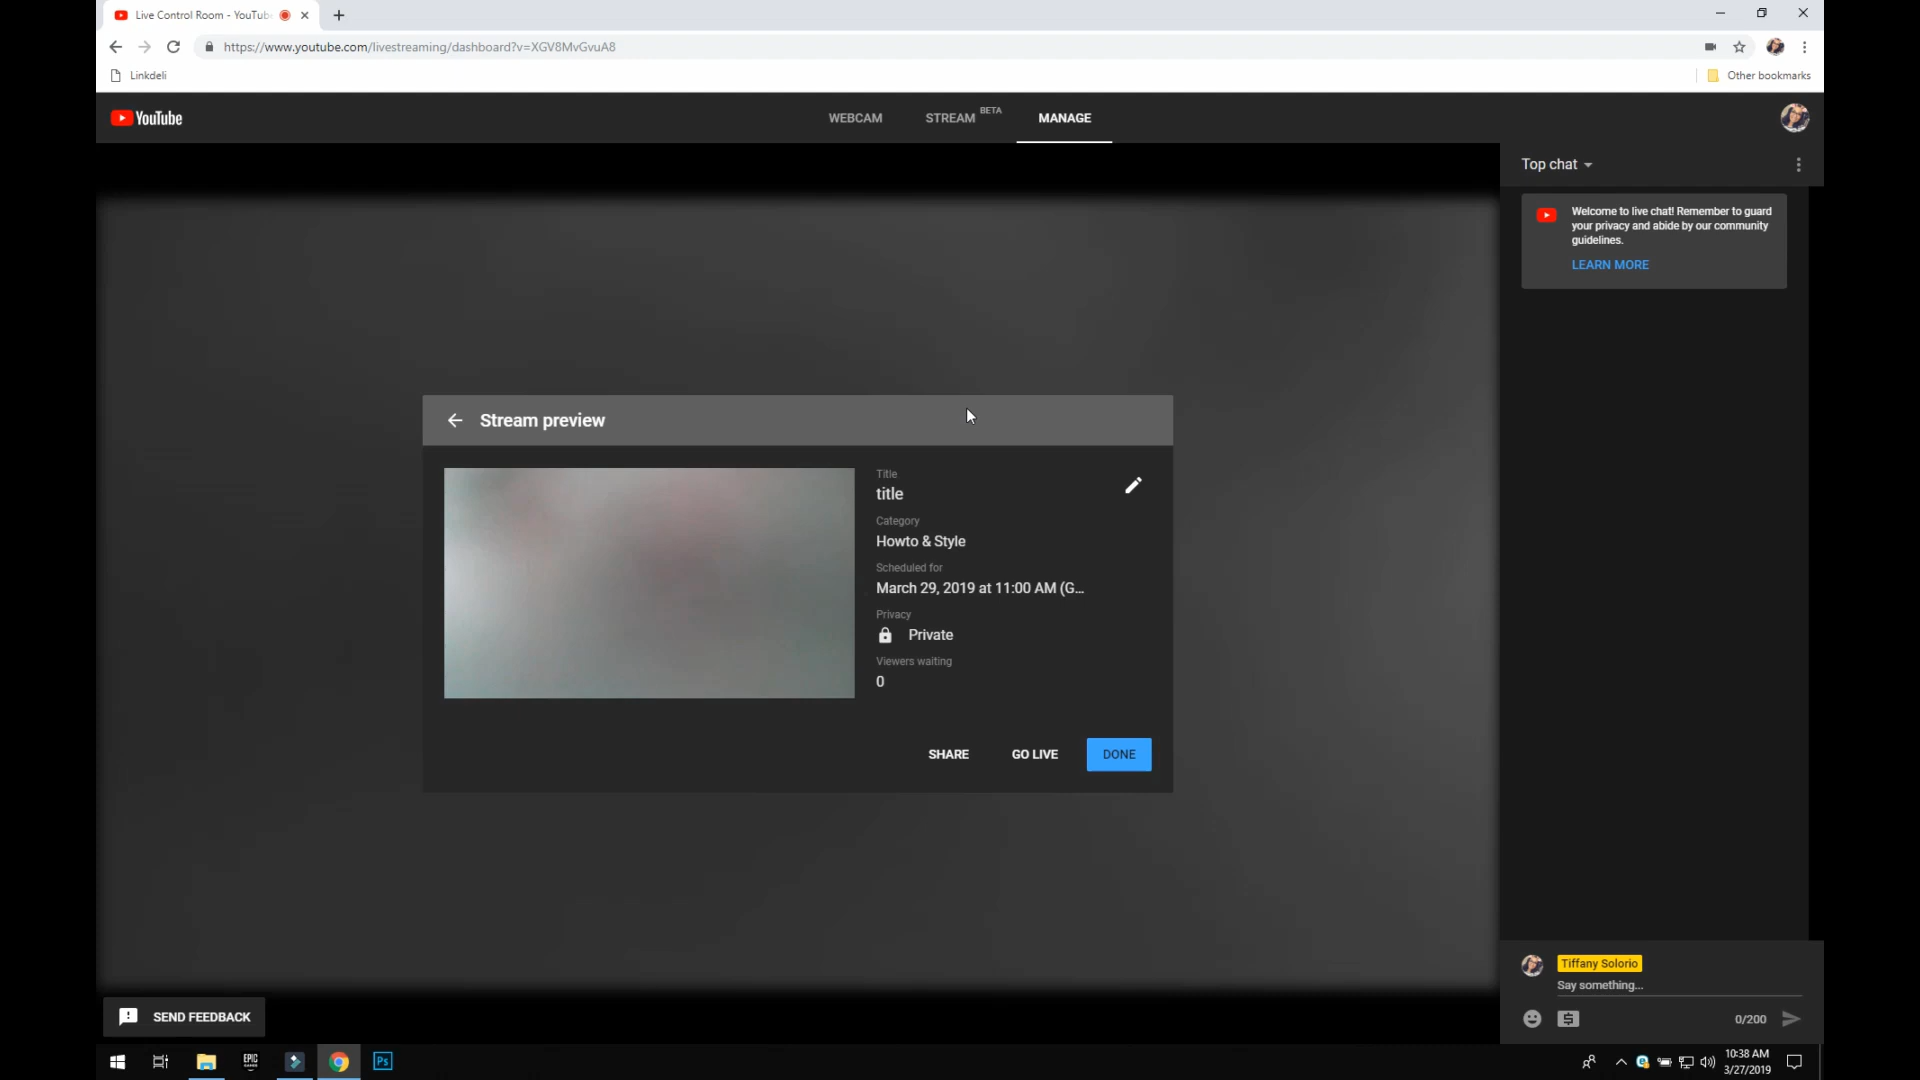 Live Control Room - YouTube
https://www.youtube.com/livestreaming/dashboard?v=XGV8MvGvuA8
Linkdeli
Other bookmarks
YouTube
WEBCAM
STREAM BETA
MANAGE
Top chat
Welcome to live chat! Remember to guard
your privacy and abide by our community
guidelines.
LEARN MORE
Stream preview
Title
title
Category
Howto & Style
Scheduled for
March 29, 2019 at 11:00 AM (G...
Privacy
Private
Viewers waiting
0
SHARE
GO LIVE
DONE
Tiffany Solorio
Say something...
0/200
SEND FEEDBACK
EPIC
GAMES
Ps
10:38 AM
3/27/2019